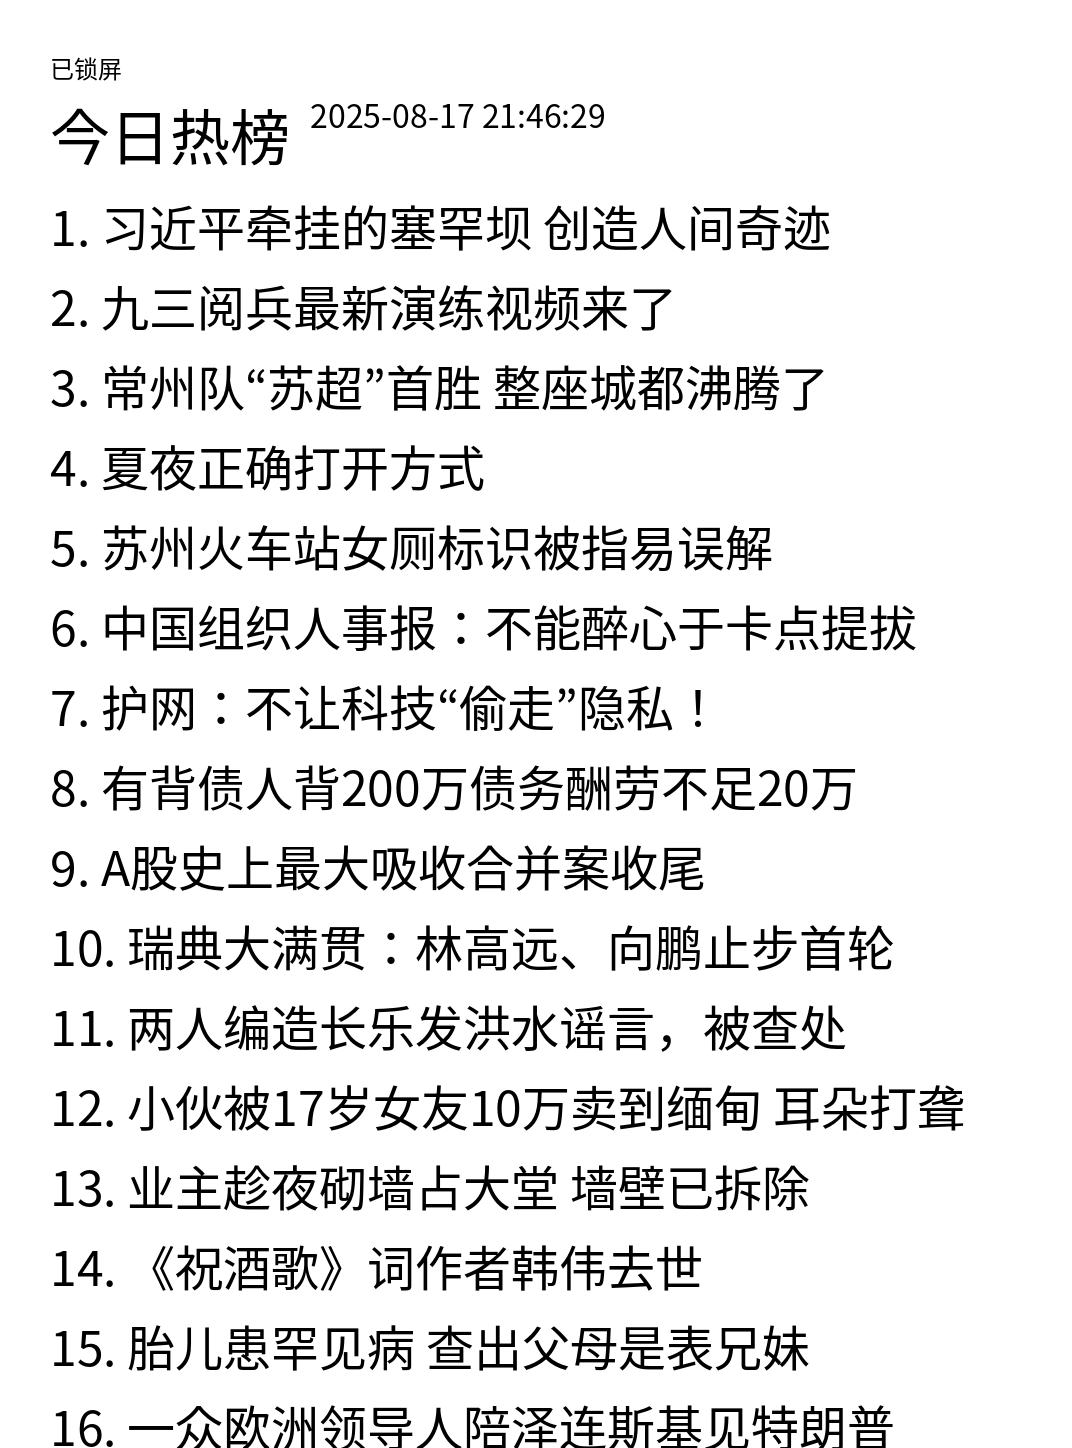 已锁屏
今日热榜 2025-08-17 21:46:29
1. 习近平牵挂的塞罕坝 创造人间奇迹
2. 九三阅兵最新演练视频来了
3. 常州队“苏超”首胜 整座城都沸腾了
4. 夏夜正确打开方式
5. 苏州火车站女厕标识被指易误解
6. 中国组织人事报：不能醉心于卡点提拔
7. 护网：不让科技“偷走”隐私！
8. 有背债人背200万债务酬劳不足20万
9. A股史上最大吸收合并案收尾
10. 瑞典大满贯：林高远、向鹏止步首轮
11. 两人编造长乐发洪水谣言，被查处
12. 小伙被17岁女友10万卖到缅甸 耳朵打聋
13. 业主趁夜砌墙占大堂 墙壁已拆除
14. 《祝酒歌》词作者韩伟去世
15. 胎儿患罕见病 查出父母是表兄妹
16. 一众欧洲领导人陪泽连斯基见特朗普